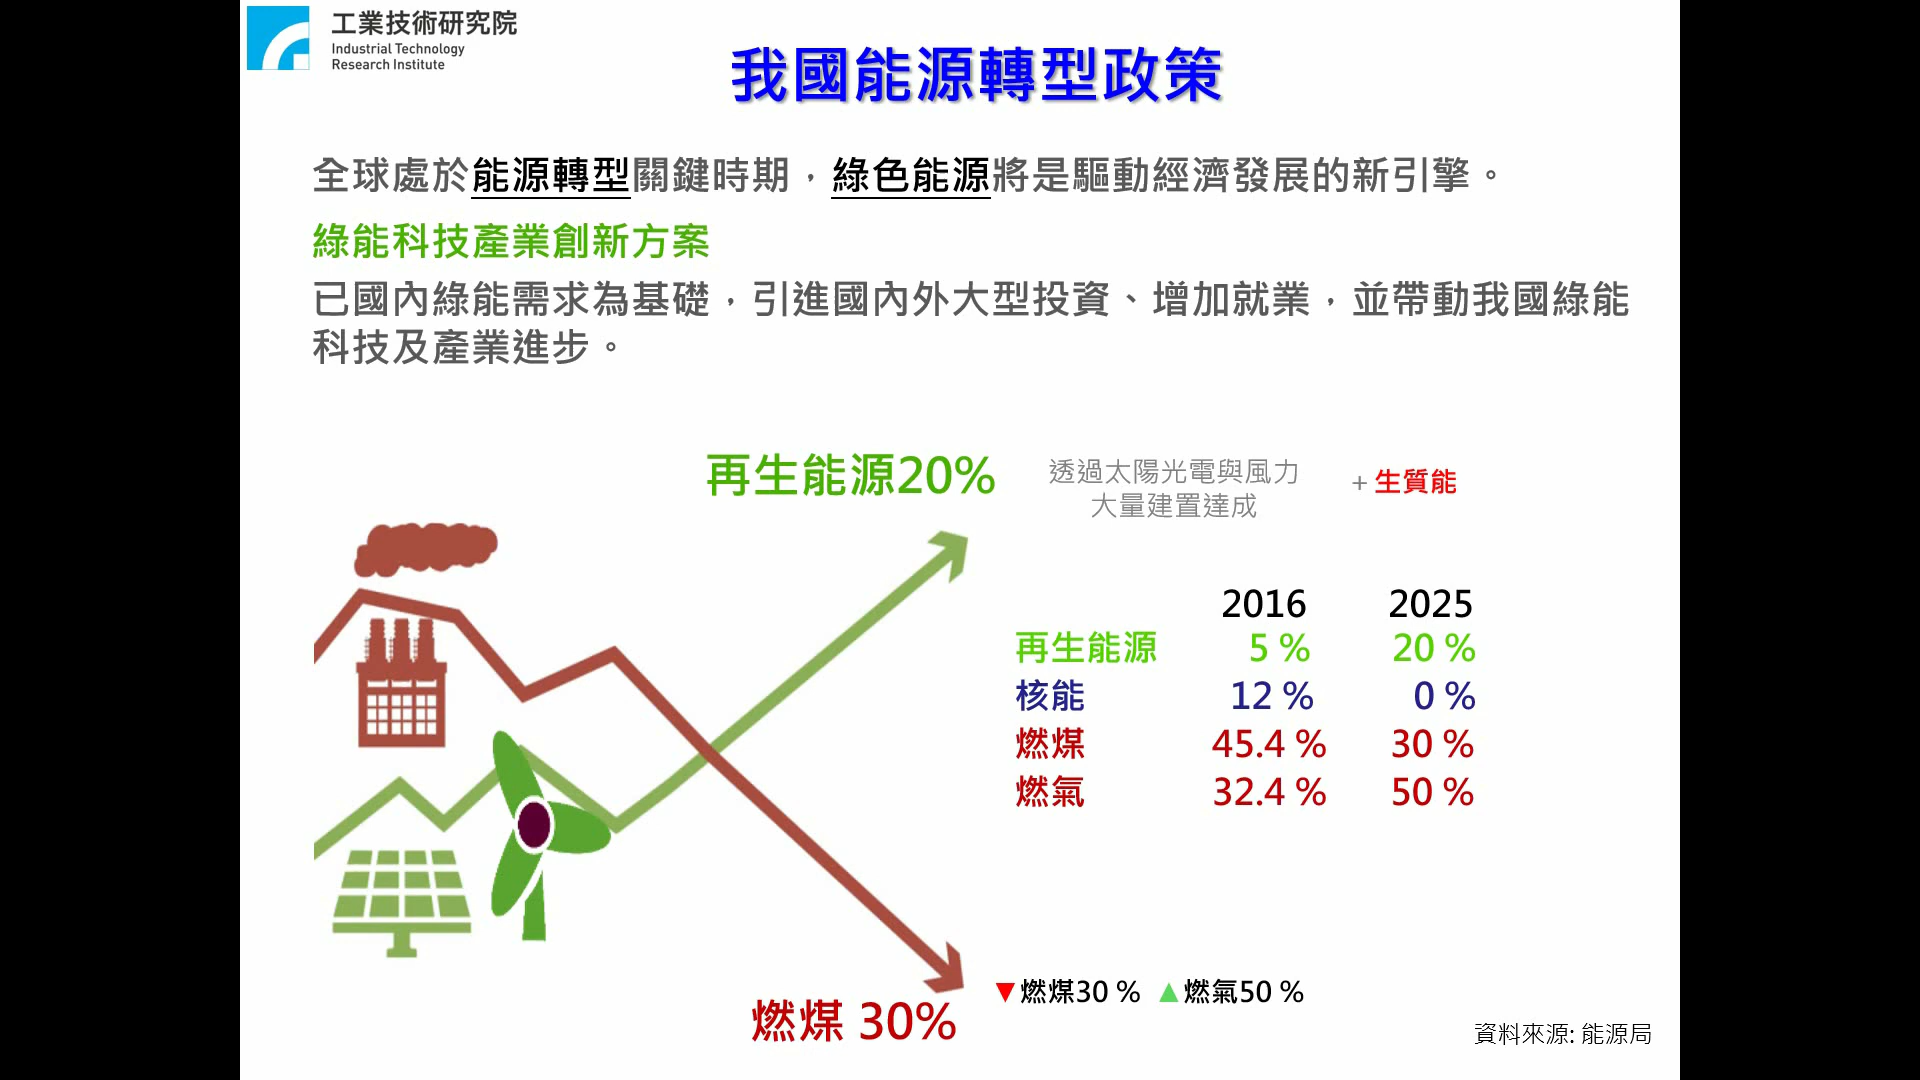 工業技術研究院
Industrial Technology
Research Institute
我國能源轉型政策
全球處於能源轉型關鍵時期，綠色能源將是驅動經濟發展的新引擎。
綠能科技產業創新方案
已國內綠能需求為基礎，引進國內外大型投資、增加就業，並帶動我國綠能
科技及產業進步。
再生能源20%
透過太陽光電與風力
大量建置達成
+ 生質能
2016 2025
再生能源 5 % 20 %
核能 12 % 0 %
燃煤 45.4 % 30 %
燃氣 32.4 % 50 %
▼燃煤30 % ▲燃氣50 %
燃煤 30%
資料來源: 能源局